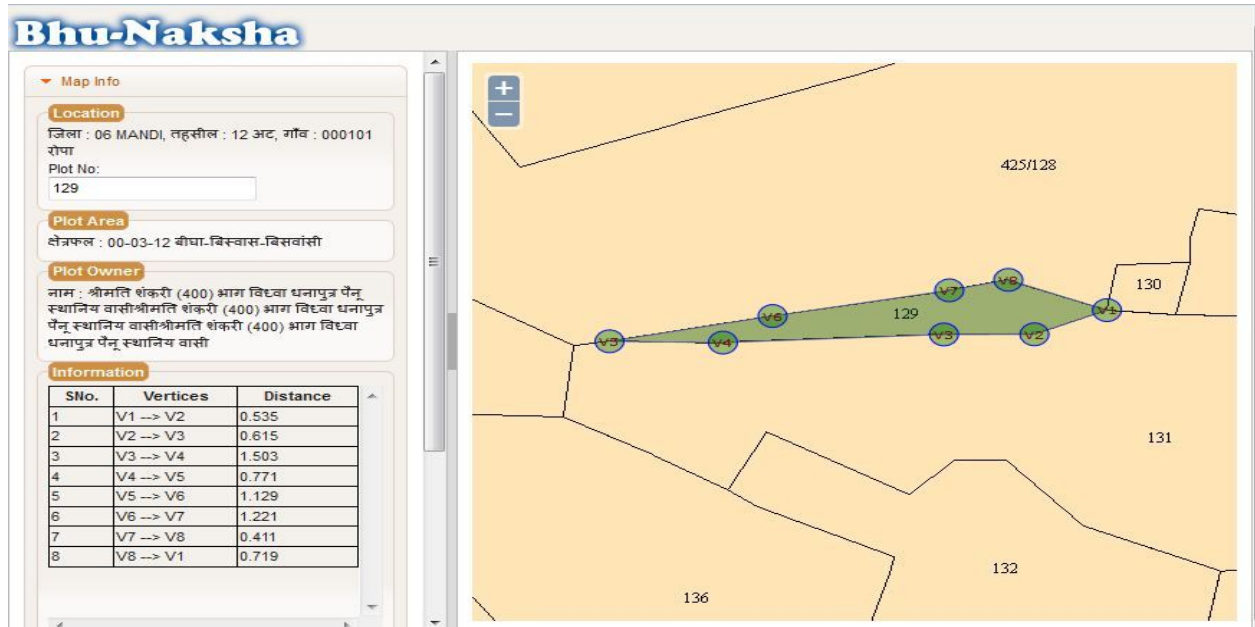 Bhu-Naksha
Map Info
Location
जिला : 06 MANDI, तहसील : 12 अट, गाँव : 000101
रोपा
Plot No:
129
Plot Area
क्षेत्रफल : 00-03-12 बीघा-बिस्वास-बिसवांसी
Plot Owner
नाम : श्रीमति शंकरी (400) भाग विध्वा धनापुत्र पैनू
स्थानिय वासीश्रीमति शंकरी (400) भाग विध्वा धनापुत्र
पैनू स्थानिय वासीश्रीमति शंकरी (400) भाग विध्वा
धनापुत्र पैनू स्थानिय वासी
Information
SNo. Vertices Distance
1 V1 --> V2 0.535
2 V2 --> V3 0.615
3 V3 --> V4 1.503
4 V4 --> V5 0.771
5 V5 --> V6 1.129
6 V6 --> V7 1.221
7 V7 --> V8 0.411
8 V8 --> V1 0.719
+
−
425/128
130
V8
V7
129
V1
V6
V3
V2
V5
V4
131
132
136